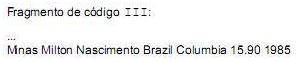 Fragmento de código III:
...
Minas Milton Nascimento Brazil Columbia 15.90 1985